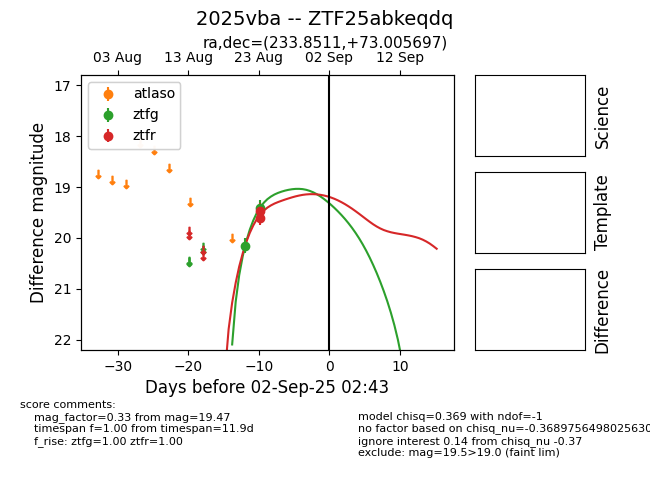 2025vba -- ZTF25abkeqdq
ra,dec=(233.8511,+73.005697)
03 Aug 13 Aug 23 Aug 02 Sep 12 Sep
atlaso
ztfg
ztfr
17
18
19
20
21
22
Difference magnitude
−30 −20 −10 0 10
Days before 02-Sep-25 02:43
Science
Template
Difference
score comments:
mag_factor=0.33 from mag=19.47
timespan f=1.00 from timespan=11.9d
f_rise: ztfg=1.00 ztfr=1.00
model chisq=0.369 with ndof=-1
no factor based on chisq_nu=-0.3689756498025630
ignore interest 0.14 from chisq_nu -0.37
exclude: mag=19.5>19.0 (faint lim)